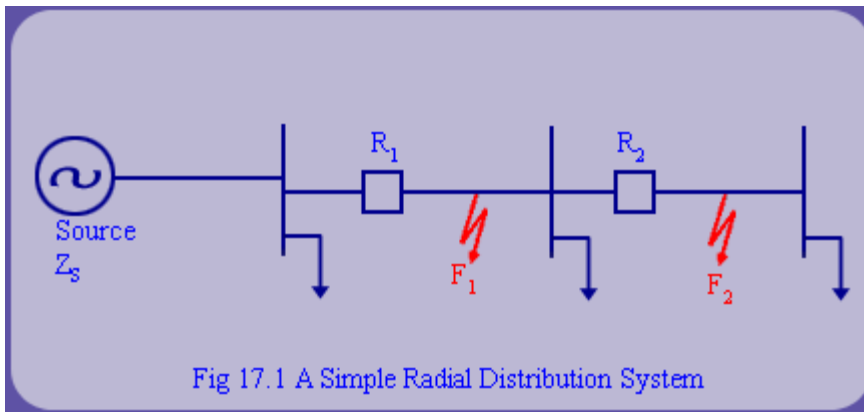 R1
R2
Source
ZS
F1
F2
Fig 17.1 A Simple Radial Distribution System